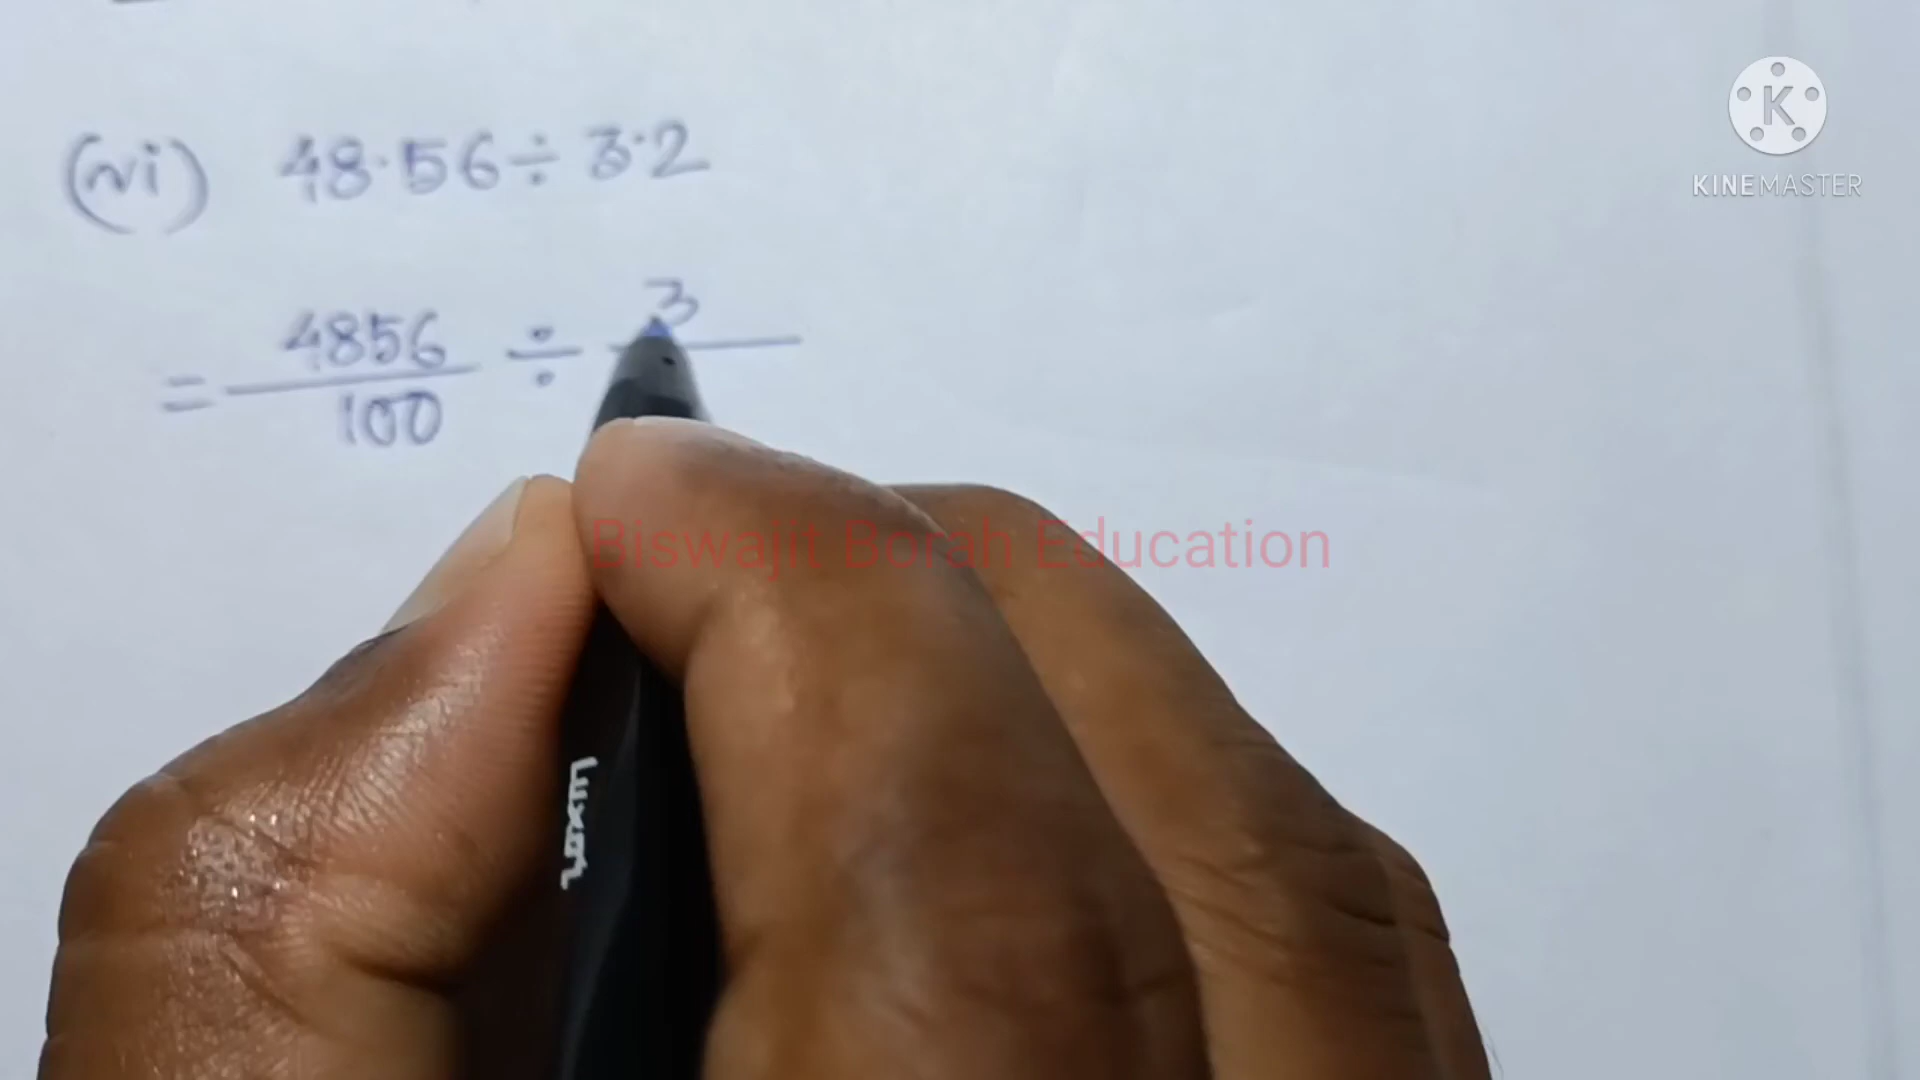 (vi) 48.56 ÷ 3.2
KINEMASTER
= 4856/100 ÷ 3
Biswajit Borah Education